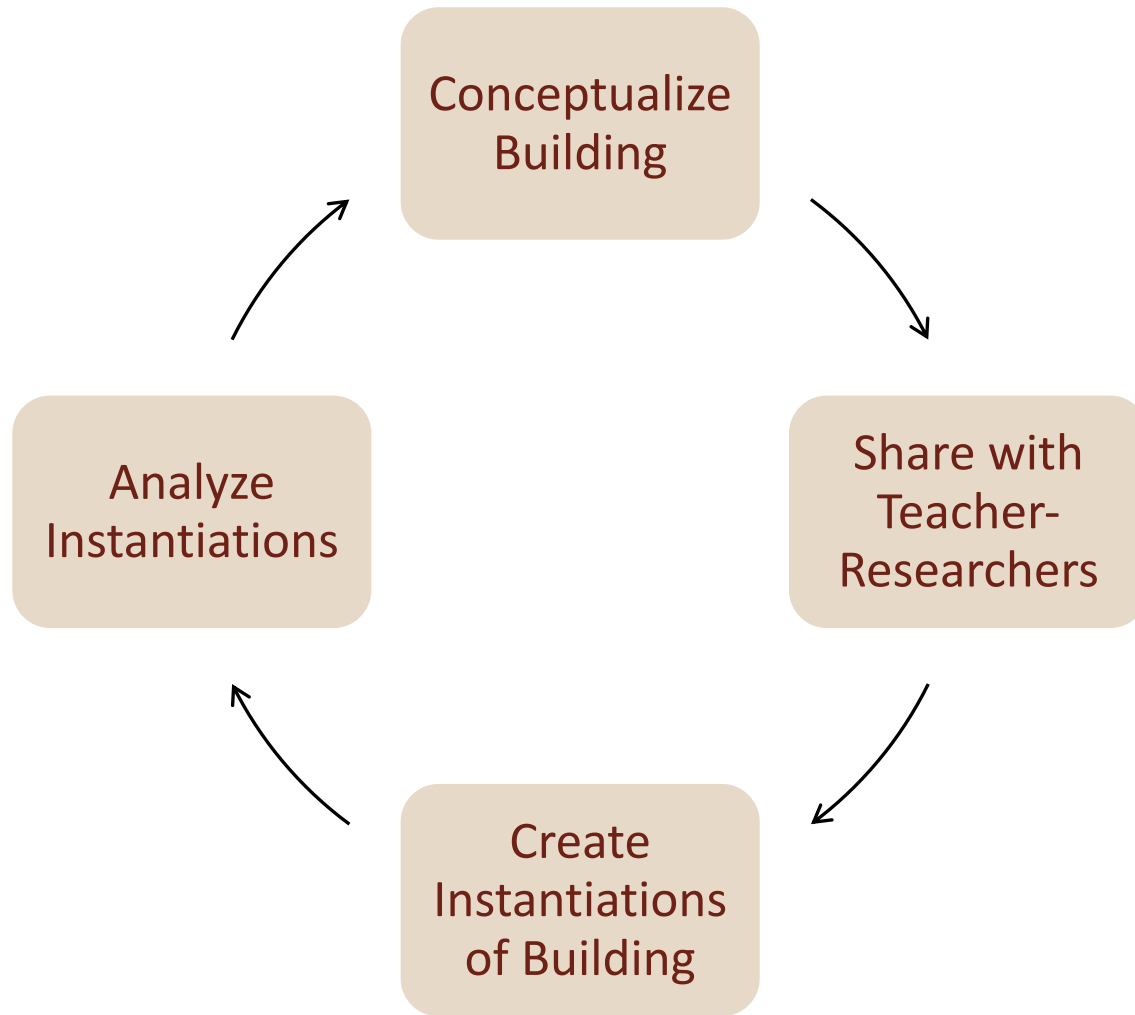 Conceptualize
Building
Share with
Teacher-
Researchers
Create
Instantiations
of Building
Analyze
Instantiations